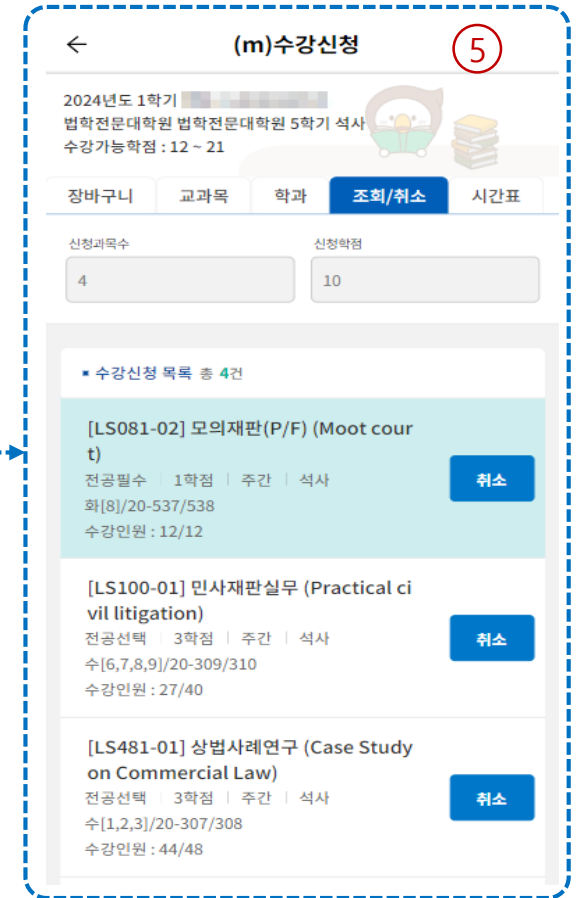 (m)수강신청
5
2024년도 1학기
법학전문대학원 법학전문대학원 5학기 석사
수강가능학점 : 12 ~ 21
장바구니 교과목 학과 조회/취소 시간표
신청과목수 신청학점
4 10
수강신청 목록 총 4건
[LS081-02] 모의재판(P/F) (Moot cour
t)
전공필수 1학점 주간 석사
취소
화[8]/20-537/538
수강인원 : 12/12
[LS100-01] 민사재판실무 (Practical ci
vil litigation)
전공선택 3학점 주간 석사
취소
수[6,7,8,9]/20-309/310
수강인원 : 27/40
[LS481-01] 상법사례연구 (Case Study
on Commercial Law)
전공선택 3학점 주간 석사
취소
수[1,2,3]/20-307/308
수강인원 : 44/48